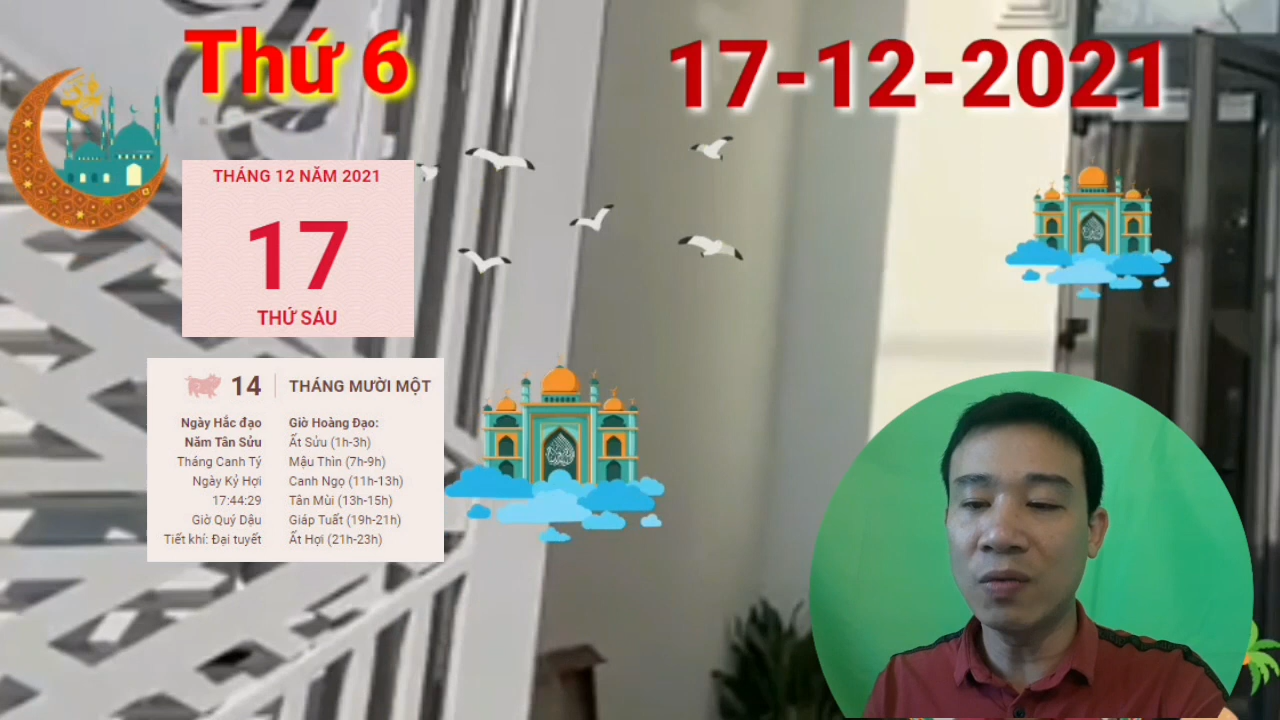 Thứ 6
17-12-2021
THÁNG 12 NĂM 2021
17
THỨ SÁU
14
THÁNG MƯỜI MỘT
Ngày Hắc đạo
Năm Tân Sửu
Tháng Canh Tý
Ngày Kỷ Hợi
17:44:29
Giờ Quý Dậu
Tiết khí: Đại tuyết
Giờ Hoàng Đạo:
Ất Sửu (1h-3h)
Mậu Thìn (7h-9h)
Canh Ngọ (11h-13h)
Tân Mùi (13h-15h)
Giáp Tuất (19h-21h)
Ất Hợi (21h-23h)